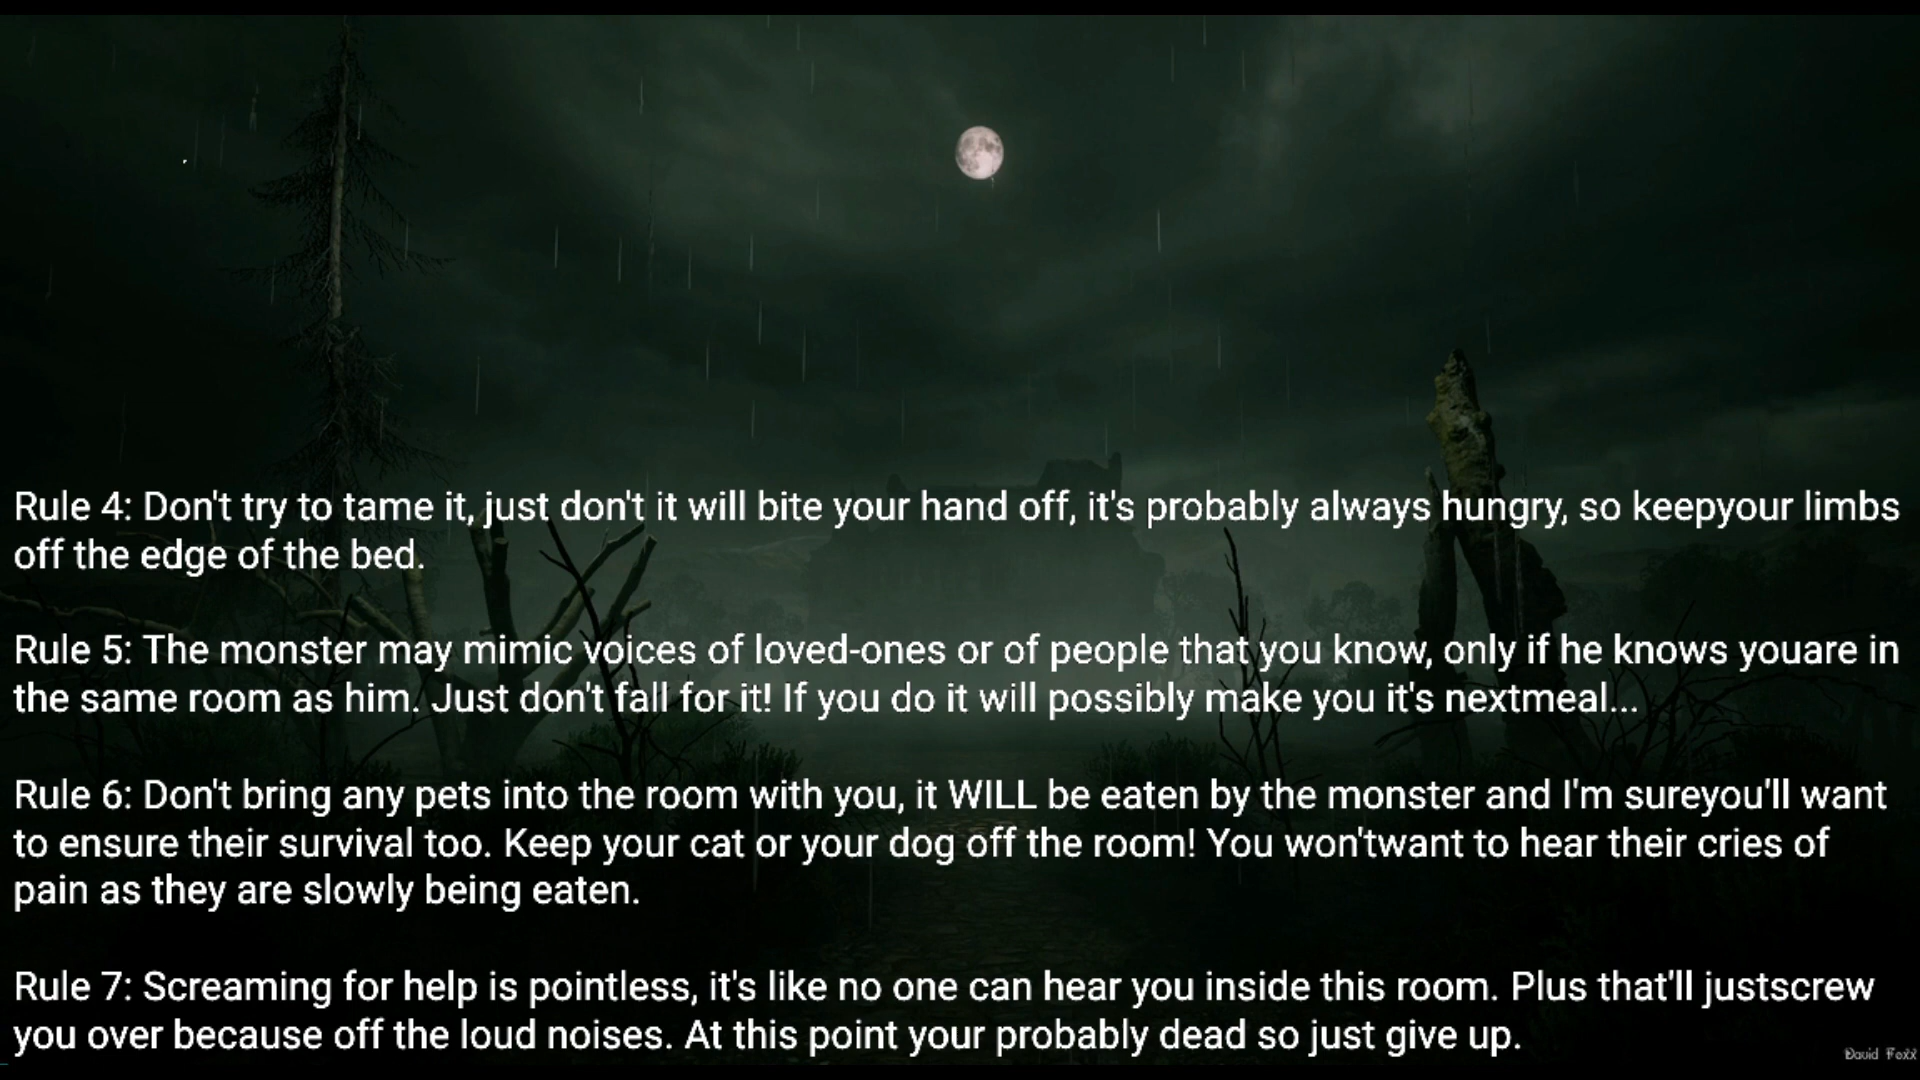 Rule 4: Don't try to tame it, just don't it will bite your hand off, it's probably always hungry, so keepyour limbs
off the edge of the bed.
Rule 5: The monster may mimic voices of loved-ones or of people that you know, only if he knows youare in
the same room as him. Just don't fall for it! If you do it will possibly make you it's nextmeal...
Rule 6: Don't bring any pets into the room with you, it WILL be eaten by the monster and I'm sureyou'll want
to ensure their survival too. Keep your cat or your dog off the room! You won'twant to hear their cries of
pain as they are slowly being eaten.
Rule 7: Screaming for help is pointless, it's like no one can hear you inside this room. Plus that'll justscrew
you over because off the loud noises. At this point your probably dead so just give up.
David Foxx